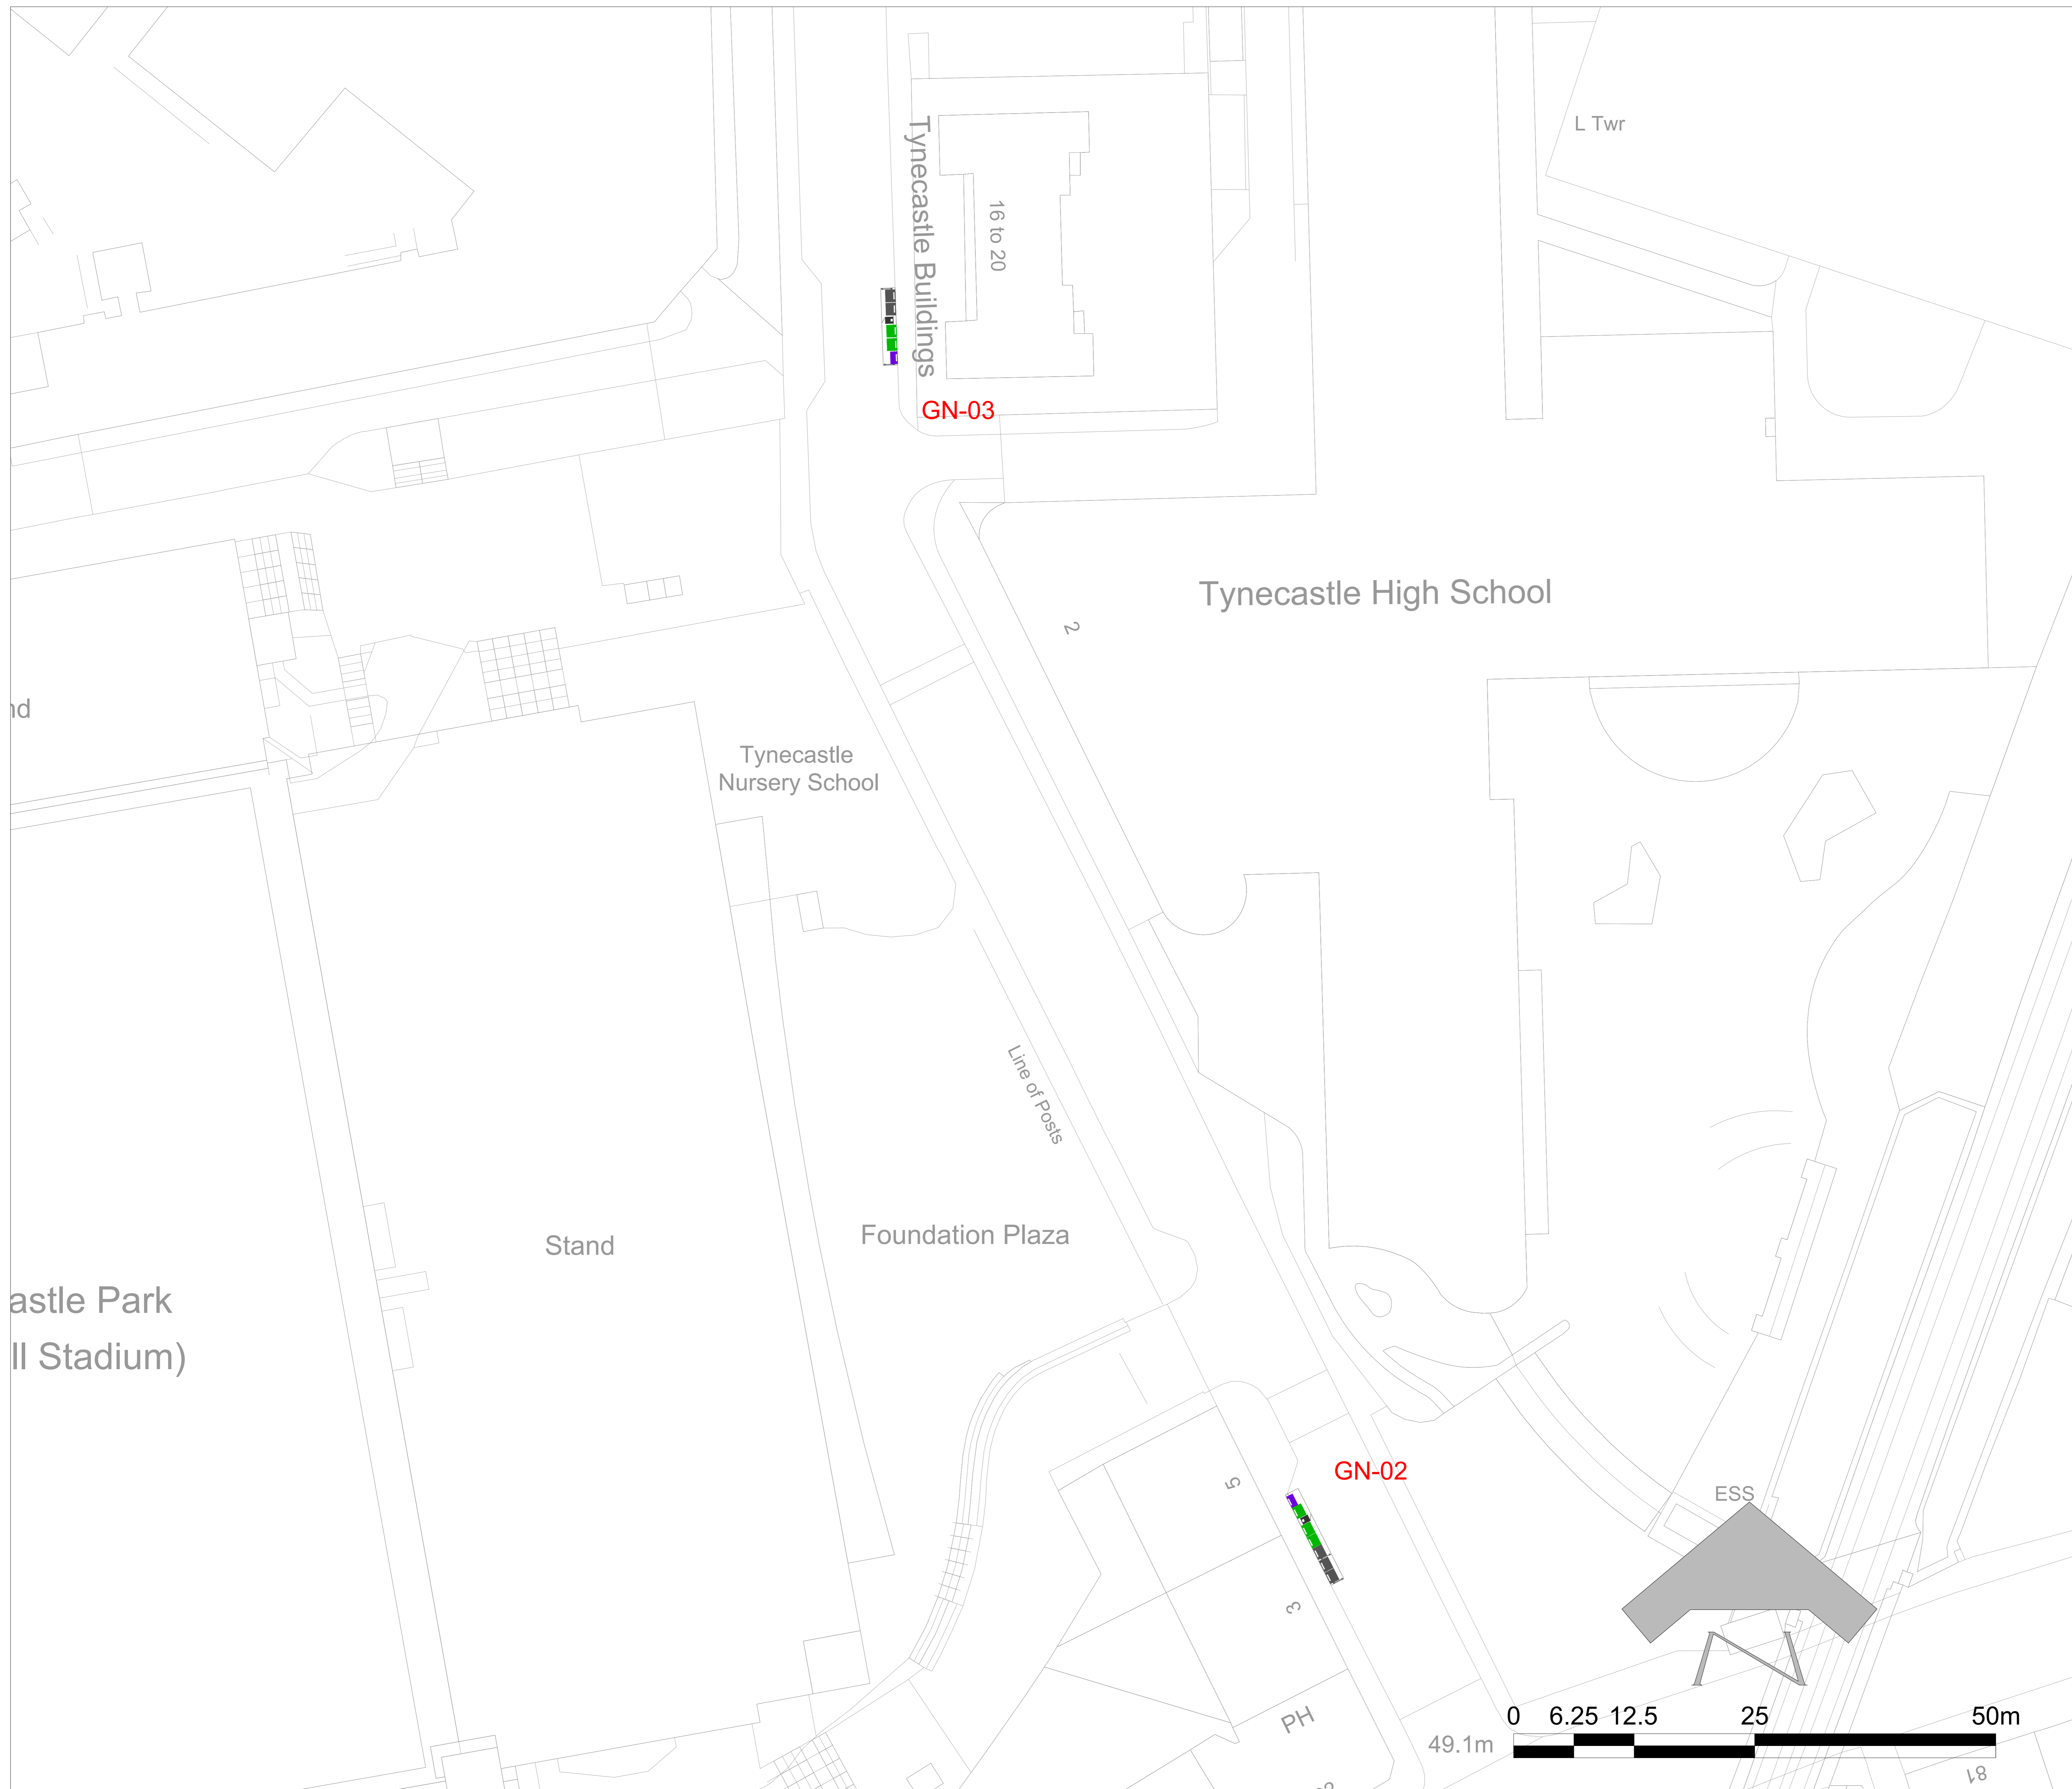 L Twr
Tynecastle Buildings
16 to 20
GN-03
Tynecastle High School
2
Tynecastle
Nursery School
Line of Posts
Stand
Foundation Plaza
astle Park
ll Stadium)
GN-02
5
ESS
3
PH
0 6.25 12.5 25 50m
49.1m
81